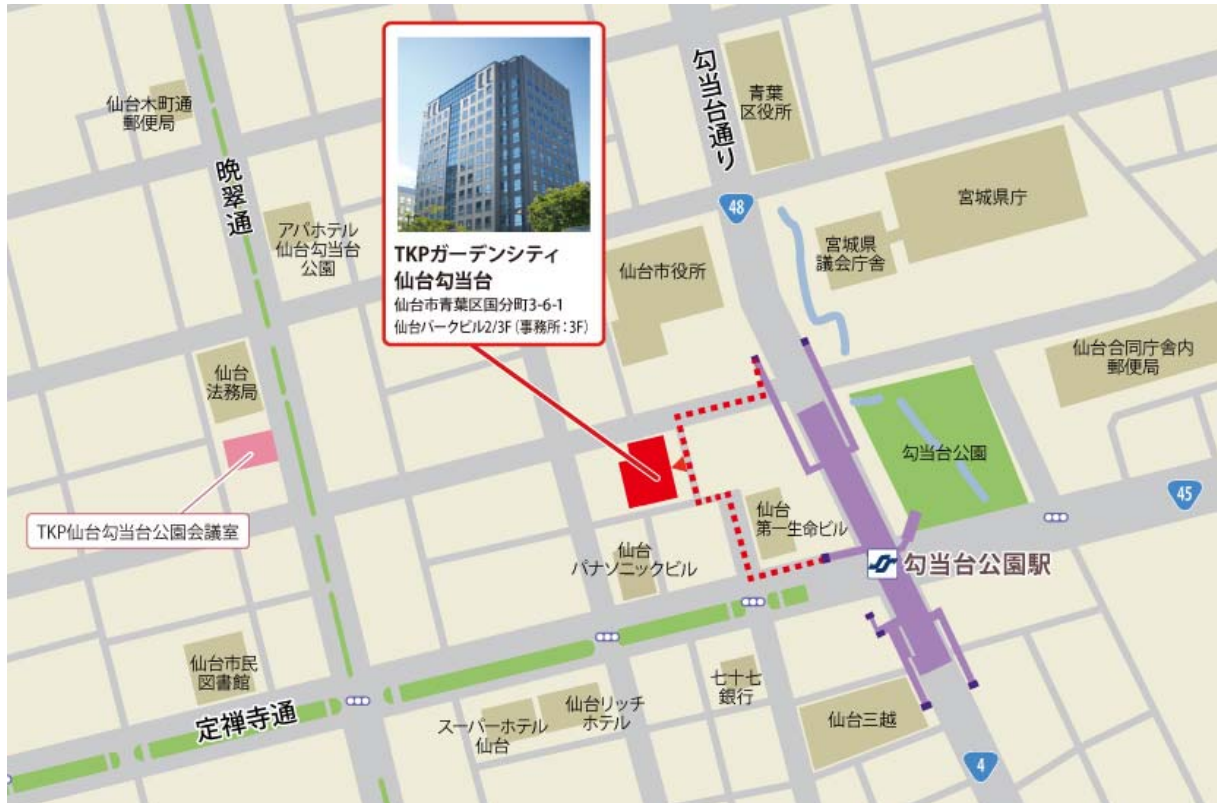 仙台木町通
郵便局
晩翠通
アパホテル
仙台勾当台
公園
TKPガーデンシティ
仙台勾当台
仙台市青葉区国分町3-6-1
仙台パークビル2/3F（事務所：3F）
勾当台通り
青葉
区役所
48
宮城県庁
宮城県
議会庁舎
仙台市役所
仙台合同庁舎内
郵便局
仙台
法務局
勾当台公園
45
TKP仙台勾当台公園会議室
仙台
第一生命ビル
仙台
パナソニックビル
勾当台公園駅
仙台市民
図書館
定禅寺通
七十七
銀行
仙台リッチ
ホテル
スーパーホテル
仙台
仙台三越
4